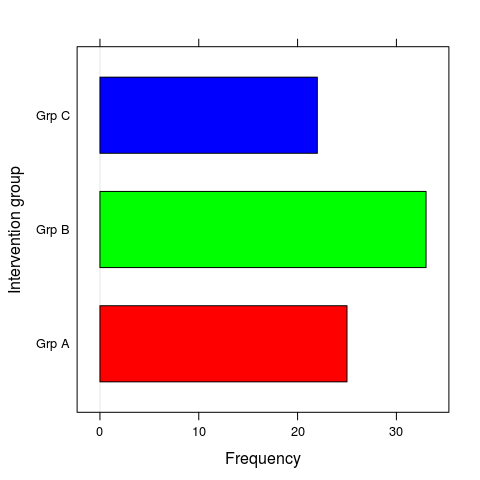 Intervention group
Grp C
Grp B
Grp A
0 10 20 30
Frequency